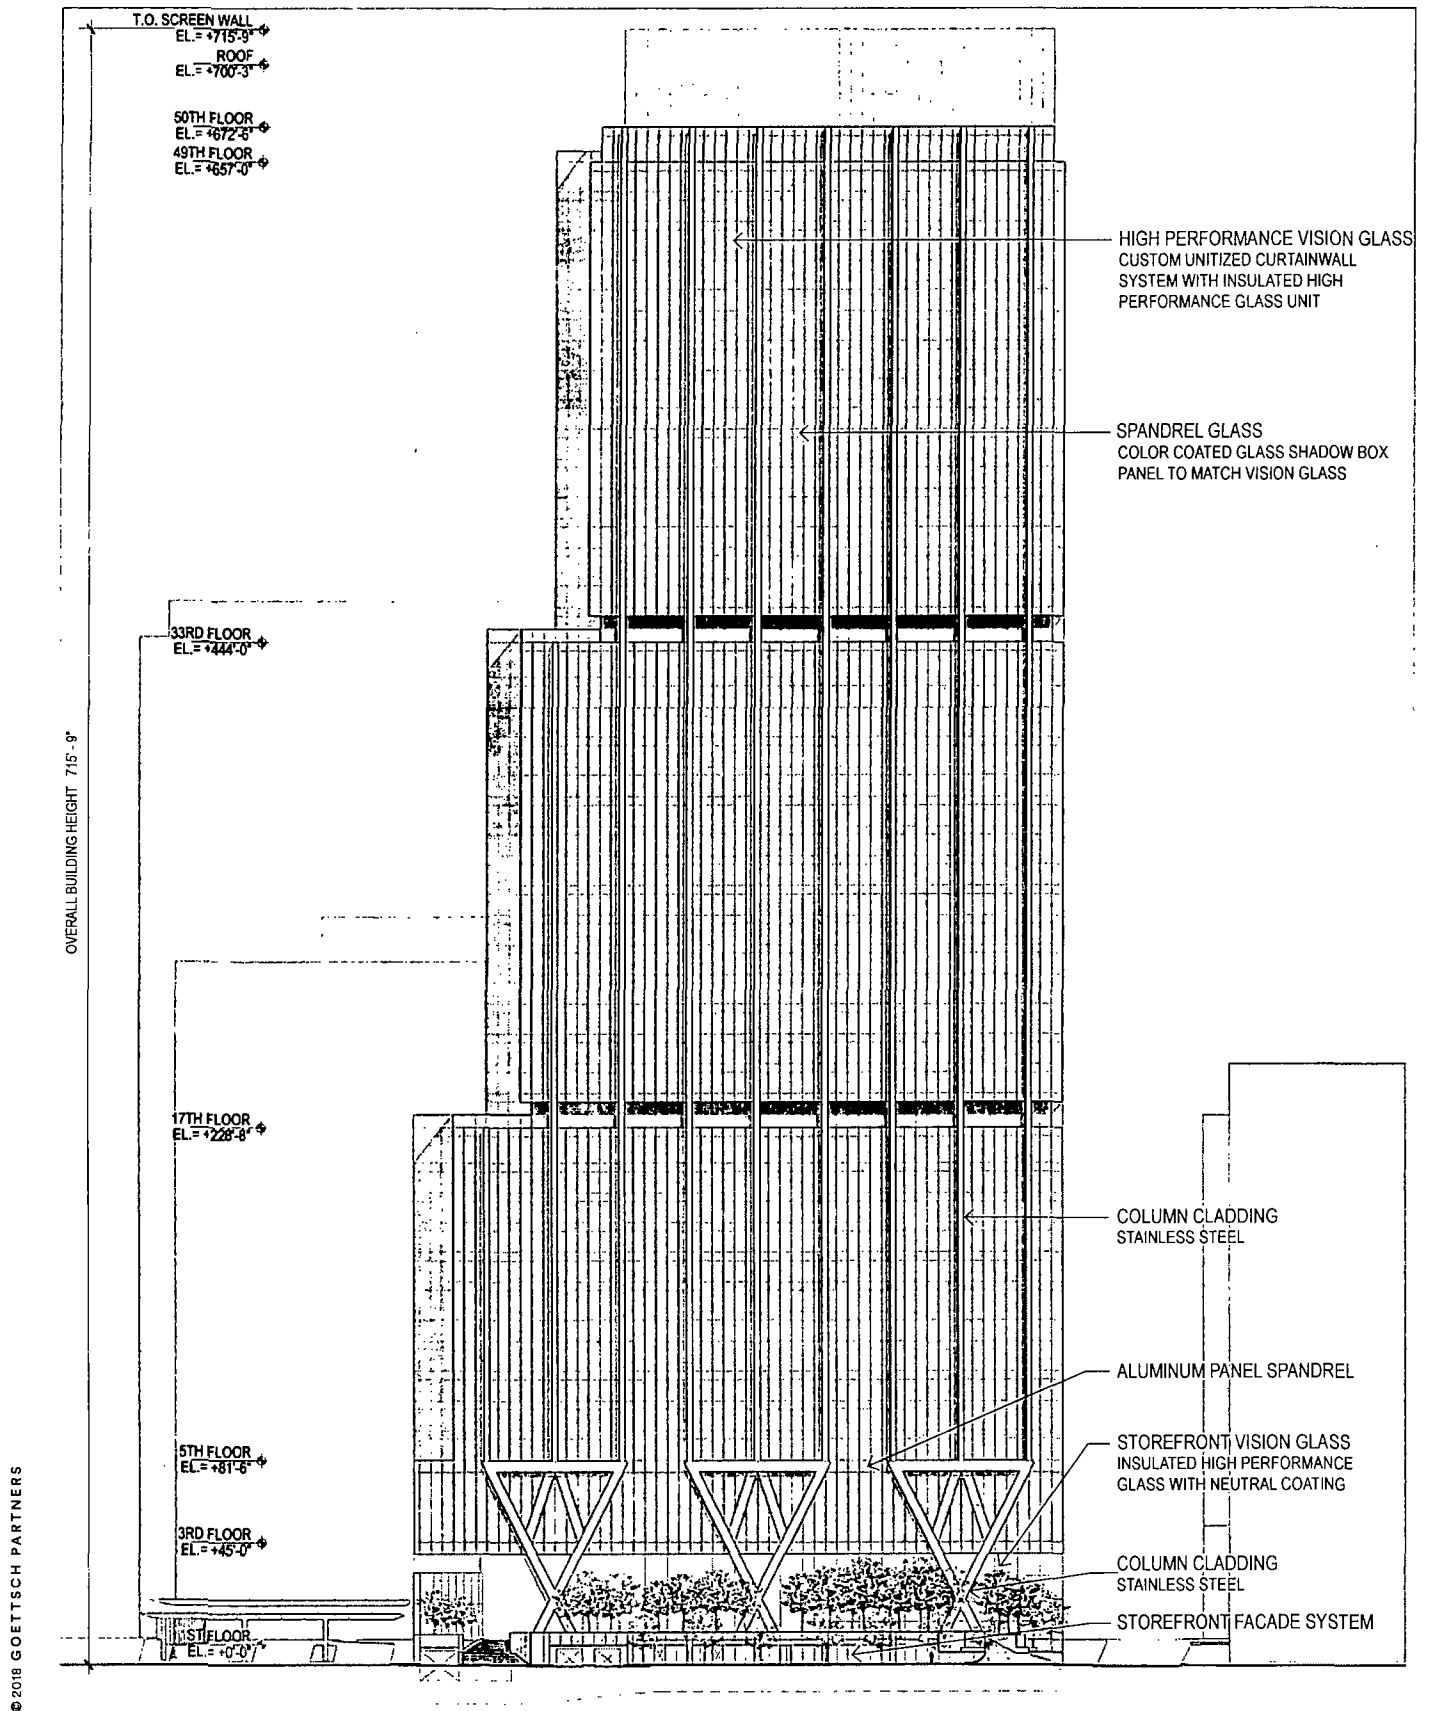 T.O. SCREEN WALL
EL.= +715'-9"
ROOF
EL.= +700'-3"
50TH FLOOR
EL.= +672'-6"
49TH FLOOR
EL.= +657'-0"
HIGH PERFORMANCE VISION GLASS
CUSTOM UNITIZED CURTAINWALL
SYSTEM WITH INSULATED HIGH
PERFORMANCE GLASS UNIT
SPANDREL GLASS
COLOR COATED GLASS SHADOW BOX
PANEL TO MATCH VISION GLASS
33RD FLOOR
EL.= +444'-0"
OVERALL BUILDING HEIGHT 715' - 9"
17TH FLOOR
EL.= +228'-8"
COLUMN CLADDING
STAINLESS STEEL
ALUMINUM PANEL SPANDREL
5TH FLOOR
EL.= +81'-6"
STOREFRONT VISION GLASS
INSULATED HIGH PERFORMANCE
GLASS WITH NEUTRAL COATING
3RD FLOOR
EL.= +45'-0"
COLUMN CLADDING
STAINLESS STEEL
STOREFRONT FACADE SYSTEM
1ST FLOOR
EL.= +0'-0"
© 2018 GOETTSCH PARTNERS